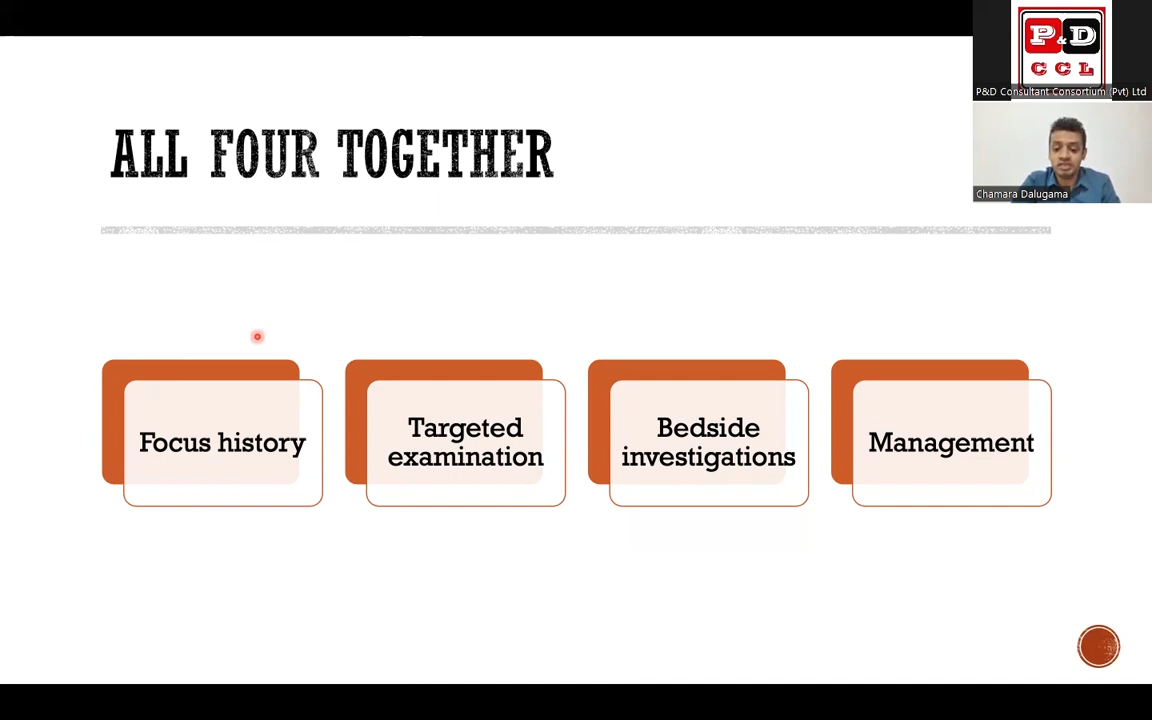 P&D
CCL
P&D Consultant Consortium (Pvt) Ltd
Chamara Dalugama
ALL FOUR TOGETHER
Focus history
Targeted
examination
Bedside
investigations
Management